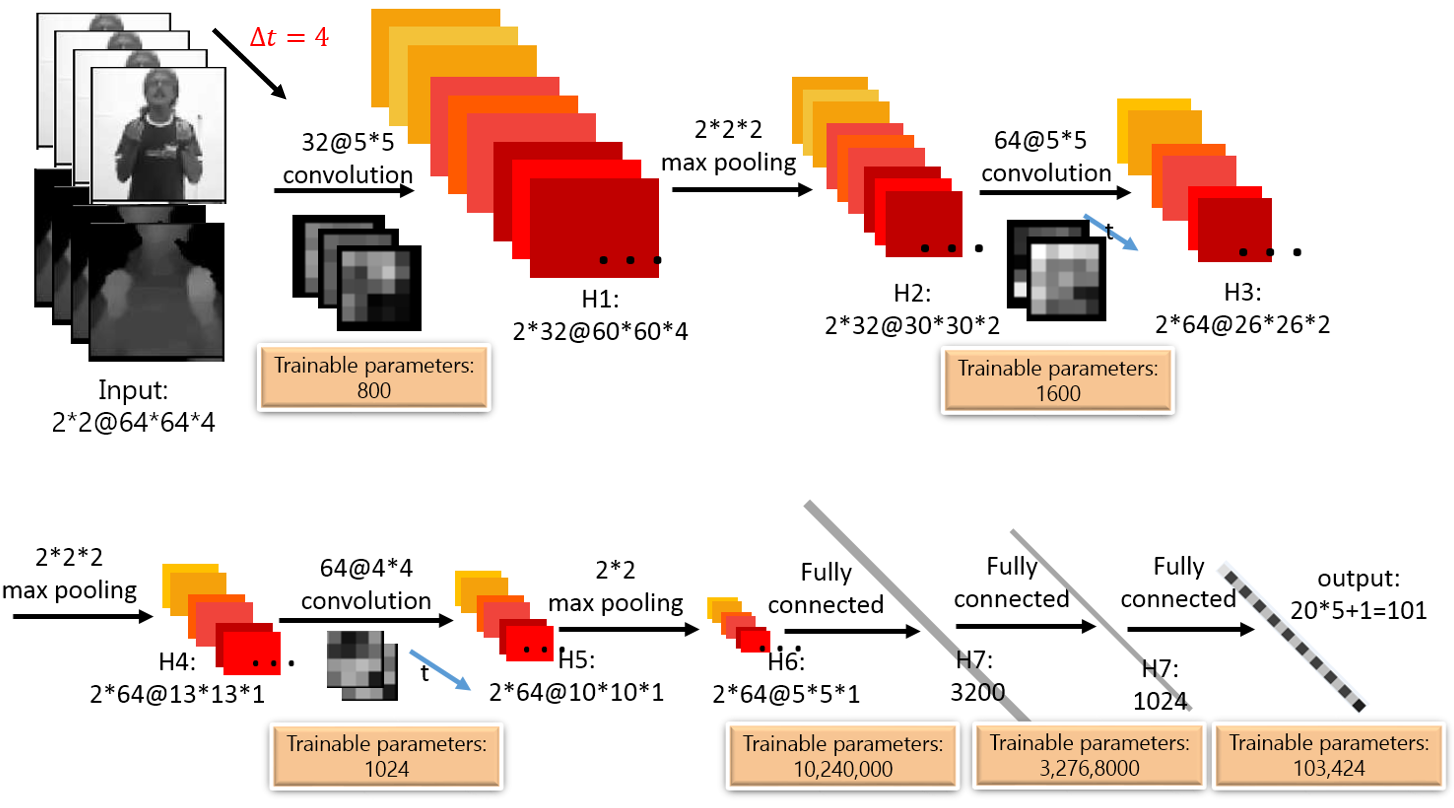 Δt = 4
32@5*5
convolution
2*2*2
max pooling
64@5*5
convolution
t
H1:
2*32@60*60*4
H2:
2*32@30*30*2
H3:
2*64@26*26*2
Trainable parameters:
800
Trainable parameters:
1600
Input:
2*2@64*64*4
2*2*2
max pooling
64@4*4
convolution
2*2
max pooling
Fully
connected
Fully
connected
Fully
connected
output:
20*5+1=101
t
H4:
2*64@13*13*1
H5:
2*64@10*10*1
H6:
2*64@5*5*1
H7:
3200
H7:
1024
Trainable parameters:
1024
Trainable parameters:
10,240,000
Trainable parameters:
3,276,8000
Trainable parameters:
103,424